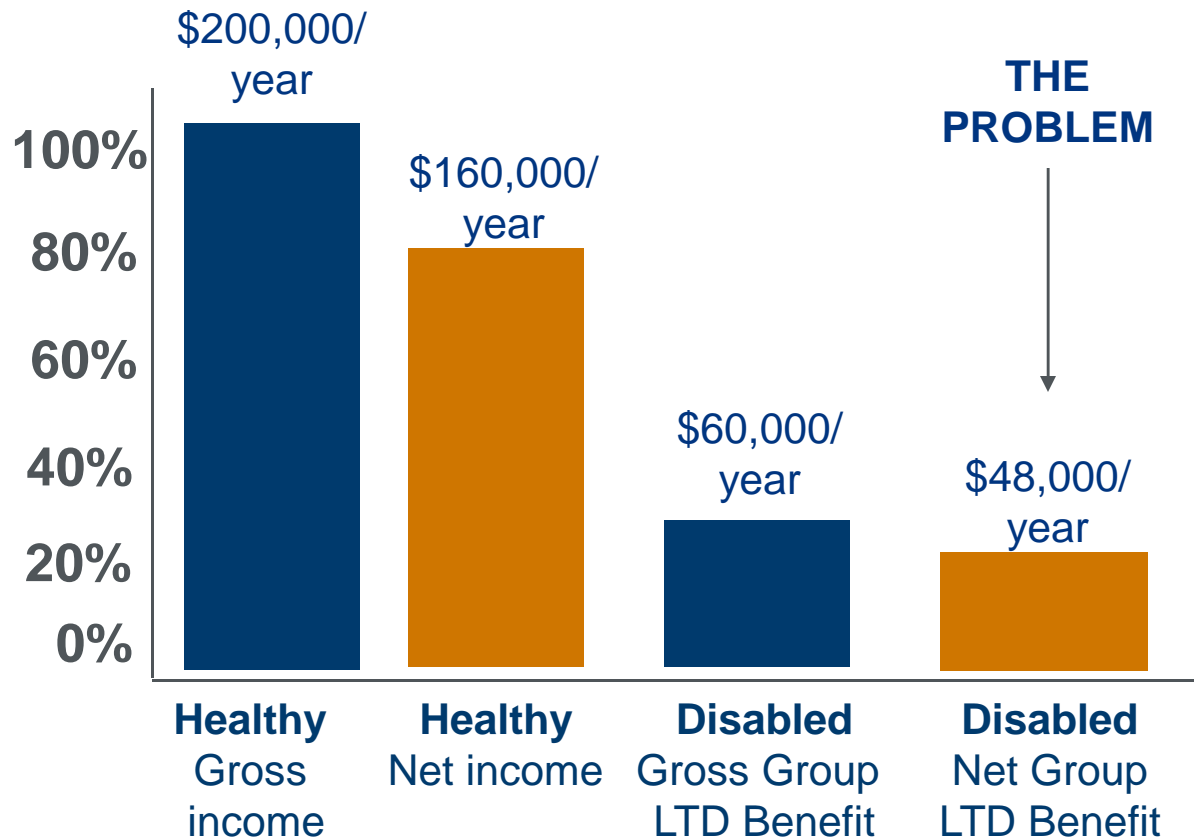 $200,000/
year
THE
PROBLEM
100%
$160,000/
year
80%
60%
$60,000/
year
40%
$48,000/
year
20%
0%
Healthy
Gross
income
Healthy
Net income
Disabled
Gross Group
LTD Benefit
Disabled
Net Group
LTD Benefit